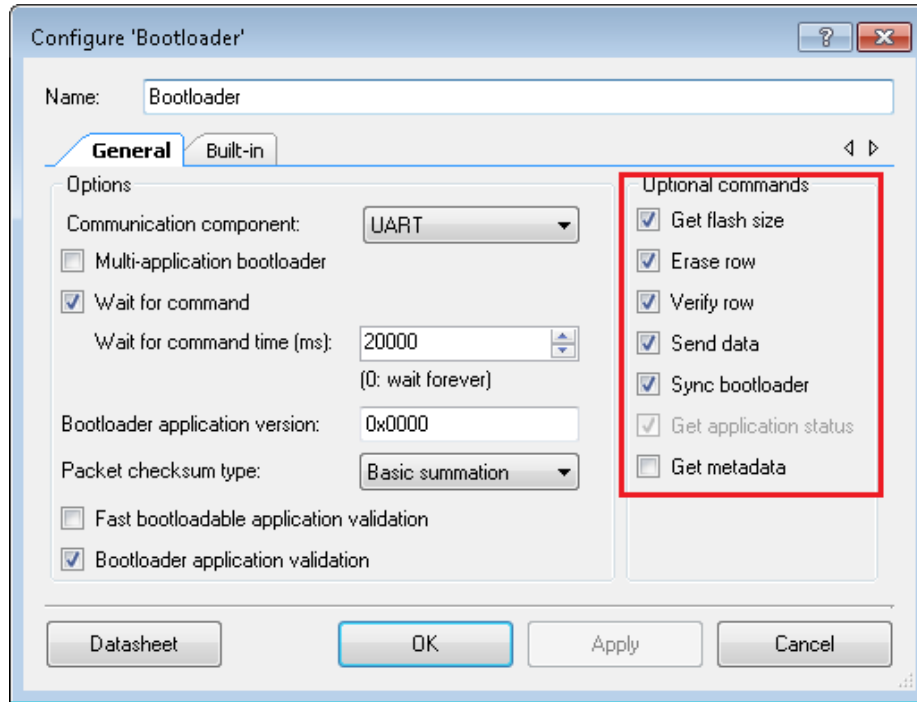 Configure 'Bootloader'
Name: Bootloader
General Built-in
Options
Communication component: UART
Multi-application bootloader
Wait for command
Wait for command time (ms): 20000
(0: wait forever)
Bootloader application version: 0x0000
Packet checksum type: Basic summation
Fast bootloadable application validation
Bootloader application validation
Optional commands
Get flash size
Erase row
Verify row
Send data
Sync bootloader
Get application status
Get metadata
Datasheet OK Apply Cancel